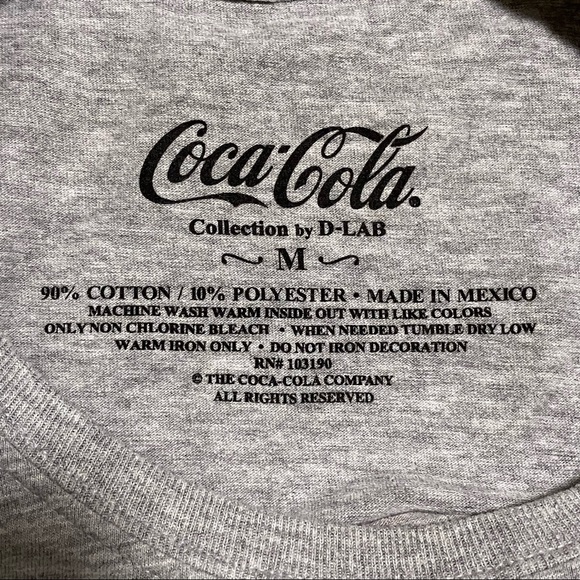 Coca-Cola.
Collection by D-LAB
~ M ~
90% COTTON / 10% POLYESTER • MADE IN MEXICO
MACHINE WASH WARM INSIDE OUT WITH LIKE COLORS
ONLY NON CHLORINE BLEACH • WHEN NEEDED TUMBLE DRY LOW
WARM IRON ONLY • DO NOT IRON DECORATION
RN# 103190
© THE COCA-COLA COMPANY
ALL RIGHTS RESERVED